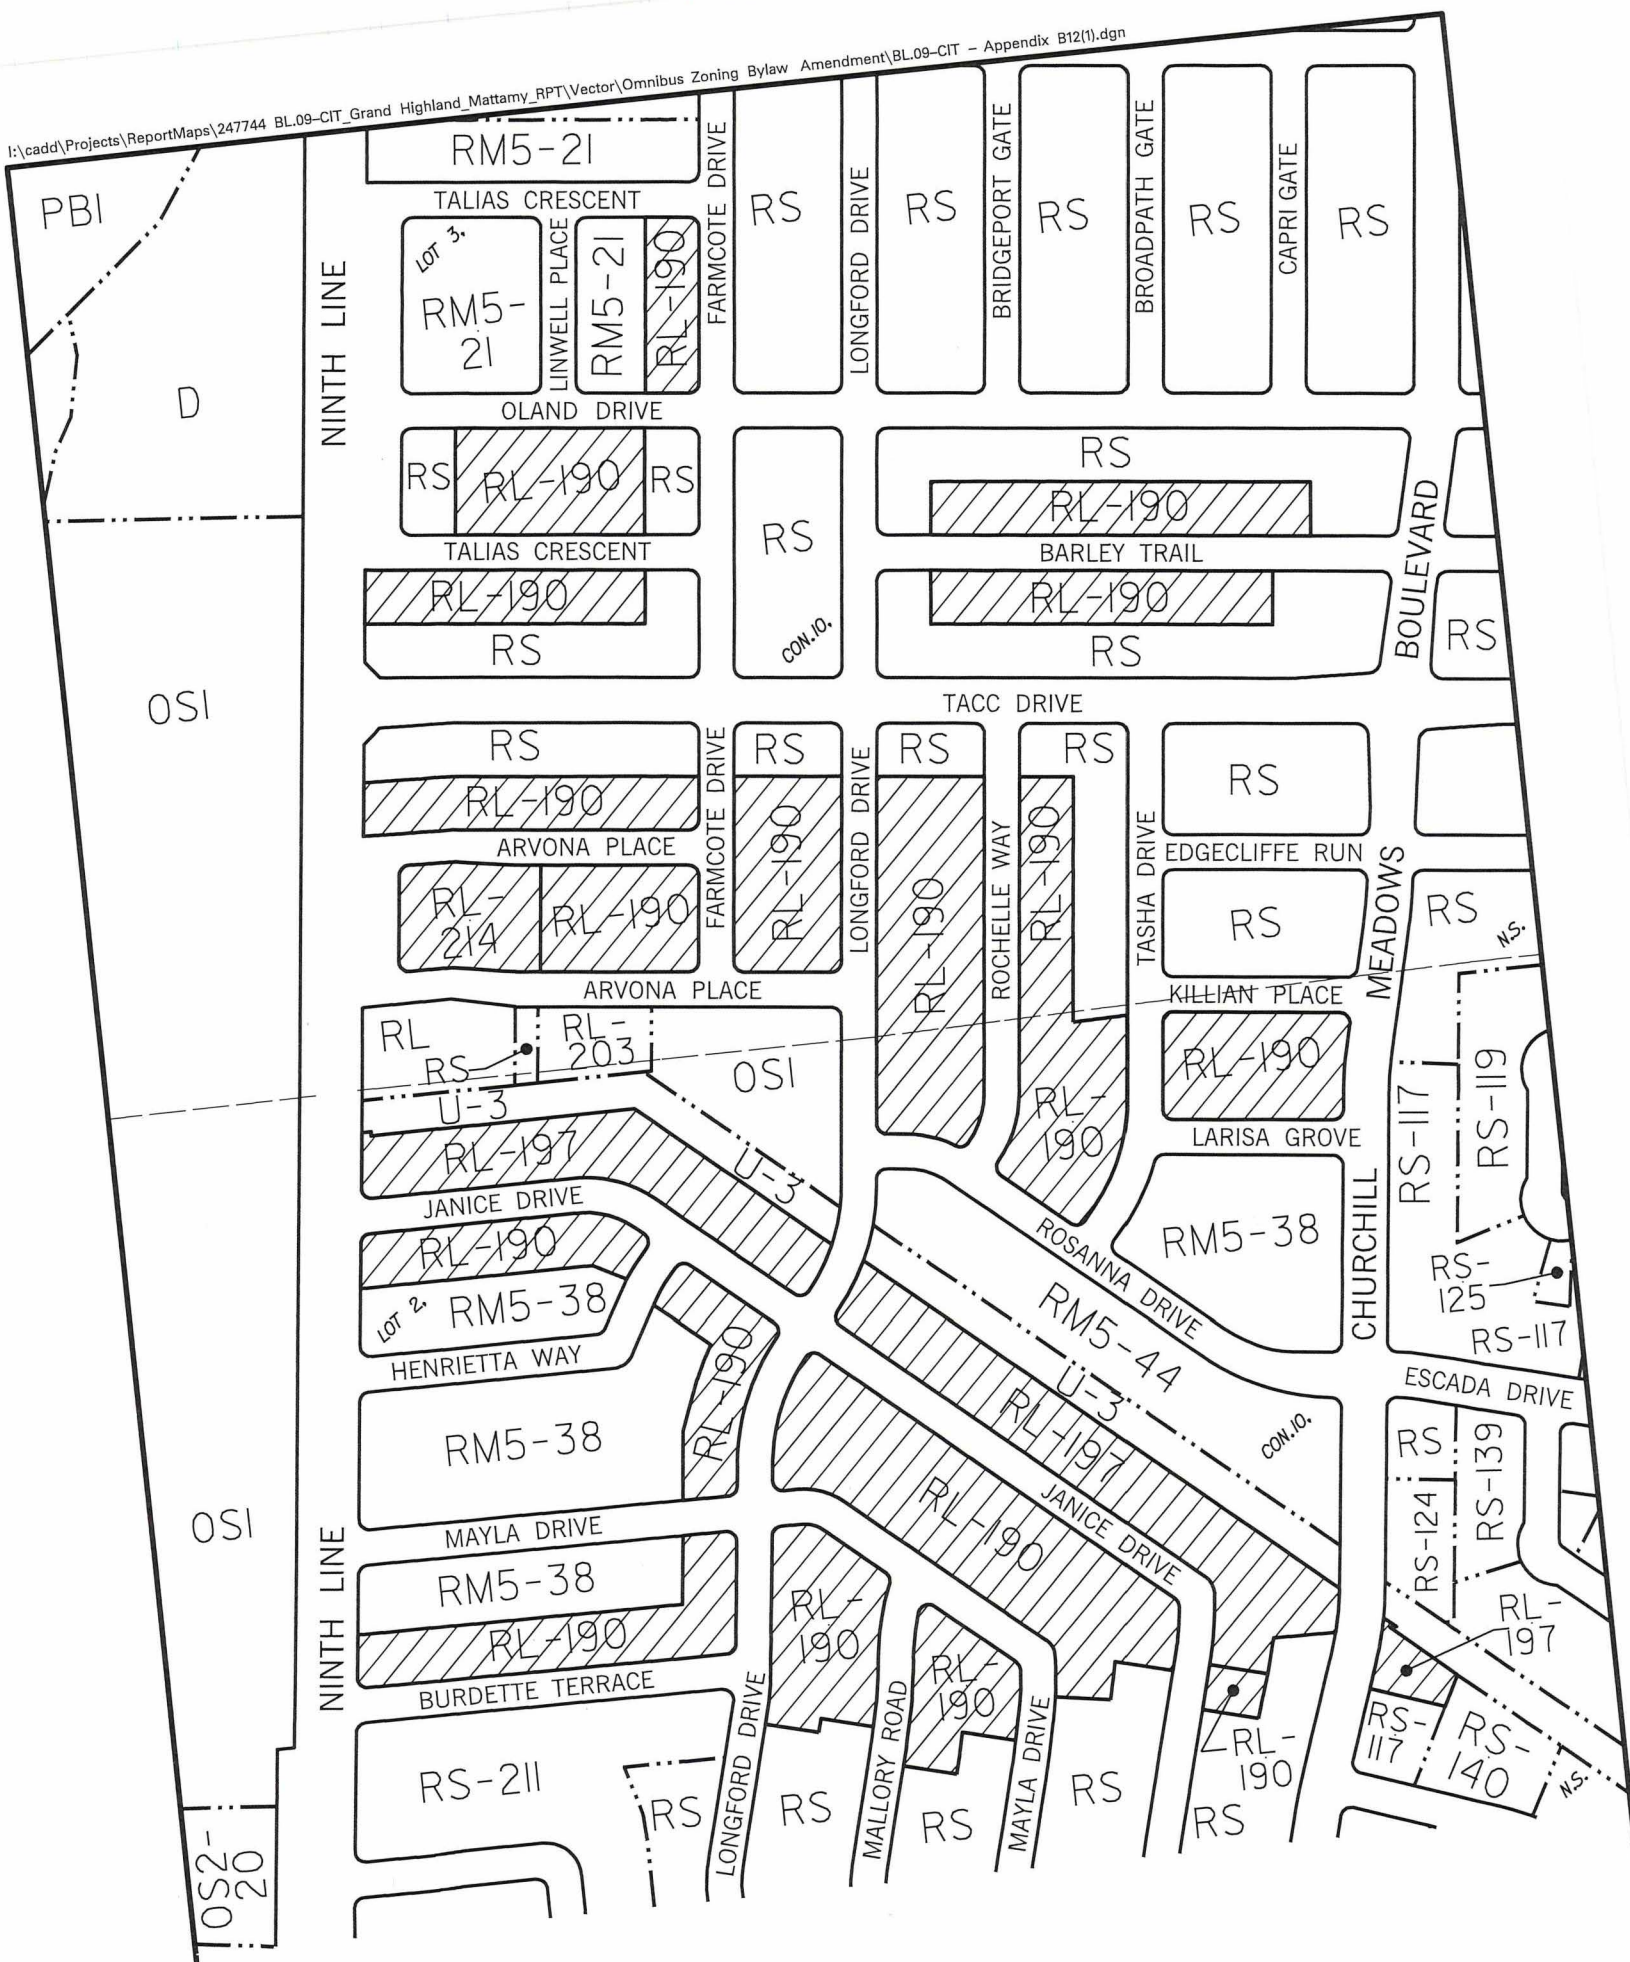 I:\cadd\Projects\ReportMaps\247744 BL.09-CIT_Grand Highland_Mattamy_RPT\Vector\Omnibus Zoning Bylaw Amendment\BL.09-CIT - Appendix B12(1).dgn
PB1
RM5-21
TALIAS CRESCENT
FARMCOTE DRIVE
RS
LONGFORD DRIVE
RS
BRIDGEPORT GATE
RS
BROADPATH GATE
RS
CAPRI GATE
RS
NINTH LINE
LOT 3,
RM5-
21
LINWELL PLACE
RM5-21
RL-190
D
OLAND DRIVE
RS
RL-190
RS
RS
RS
RL-190
BOULEVARD
TALIAS CRESCENT
BARLEY TRAIL
RL-190
RL-190
CON.10,
RS
RS
RS
OS1
TACC DRIVE
RS
FARMCOTE DRIVE
RS
LONGFORD DRIVE
RS
RS
RS
RL-190
RL-190
RL-190
ROCHELLE WAY
RL-190
TASHA DRIVE
ARVONA PLACE
EDGECLIFFE RUN
MEADOWS
RL-
214
RL-190
RS
RS
N.S.
ARVONA PLACE
KILLIAN PLACE
RL
RS
RL-
203
OS1
RL-190
RS-117
RS-119
U-3
RL-
190
RL-197
U-3
LARISA GROVE
JANICE DRIVE
CHURCHILL
RL-190
ROSANNA DRIVE
RM5-38
LOT 2,
RM5-38
RS-
125
RM5-44
RS-117
HENRIETTA WAY
RL-190
U-3
ESCADA DRIVE
RM5-38
RL-197
CON.10,
RS
RS-139
OS1
NINTH LINE
MAYLA DRIVE
RL-190
JANICE DRIVE
RS-124
RM5-38
RL-
190
RL-
197
RL-190
RL-
190
BURDETTE TERRACE
LONGFORD DRIVE
MALLORY ROAD
MAYLA DRIVE
RL-
190
RS-
117
RS-
140
N.S.
RS-211
RS
RS
RS
RS
RS
OS2-
20